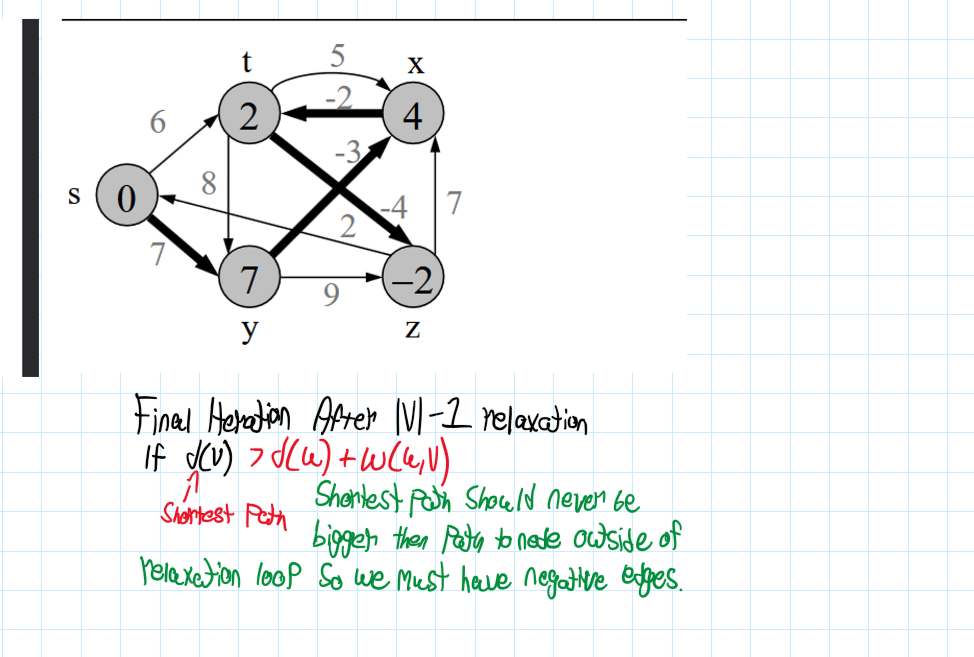 5
t
x
-2
2
4
6
-3
s
0
8
-4
7
2
7
7
9
–2
y
z
Final Iteration After |V|-1 relaxation
If d(v) > d(u) + w(u,v)
Shortest Path
Shortest Path Should never be
bigger then Path to node outside of
relaxation loop So we must have negative edges.